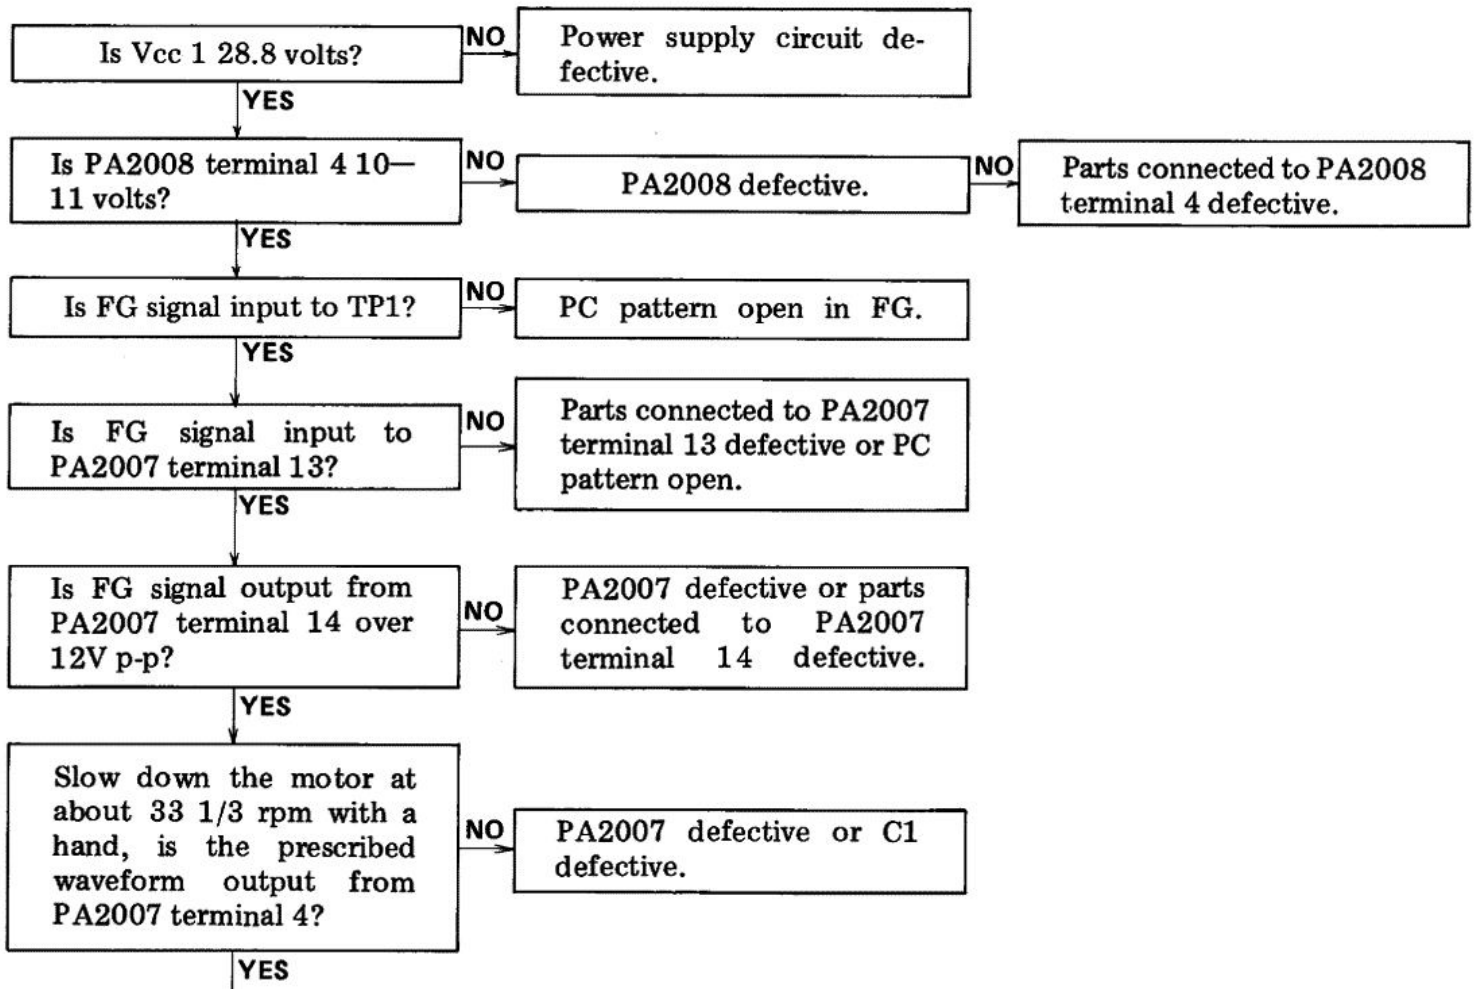 Is Vcc 1 28.8 volts?
NO
Power supply circuit de-
fective.
YES
Is PA2008 terminal 4 10—
11 volts?
NO
PA2008 defective.
NO
Parts connected to PA2008
terminal 4 defective.
YES
Is FG signal input to TP1?
NO
PC pattern open in FG.
YES
Is FG signal input to
PA2007 terminal 13?
NO
Parts connected to PA2007
terminal 13 defective or PC
pattern open.
YES
Is FG signal output from
PA2007 terminal 14 over
12V p-p?
NO
PA2007 defective or parts
connected to PA2007
terminal 14 defective.
YES
Slow down the motor at
about 33 1/3 rpm with a
hand, is the prescribed
waveform output from
PA2007 terminal 4?
NO
PA2007 defective or C1
defective.
YES